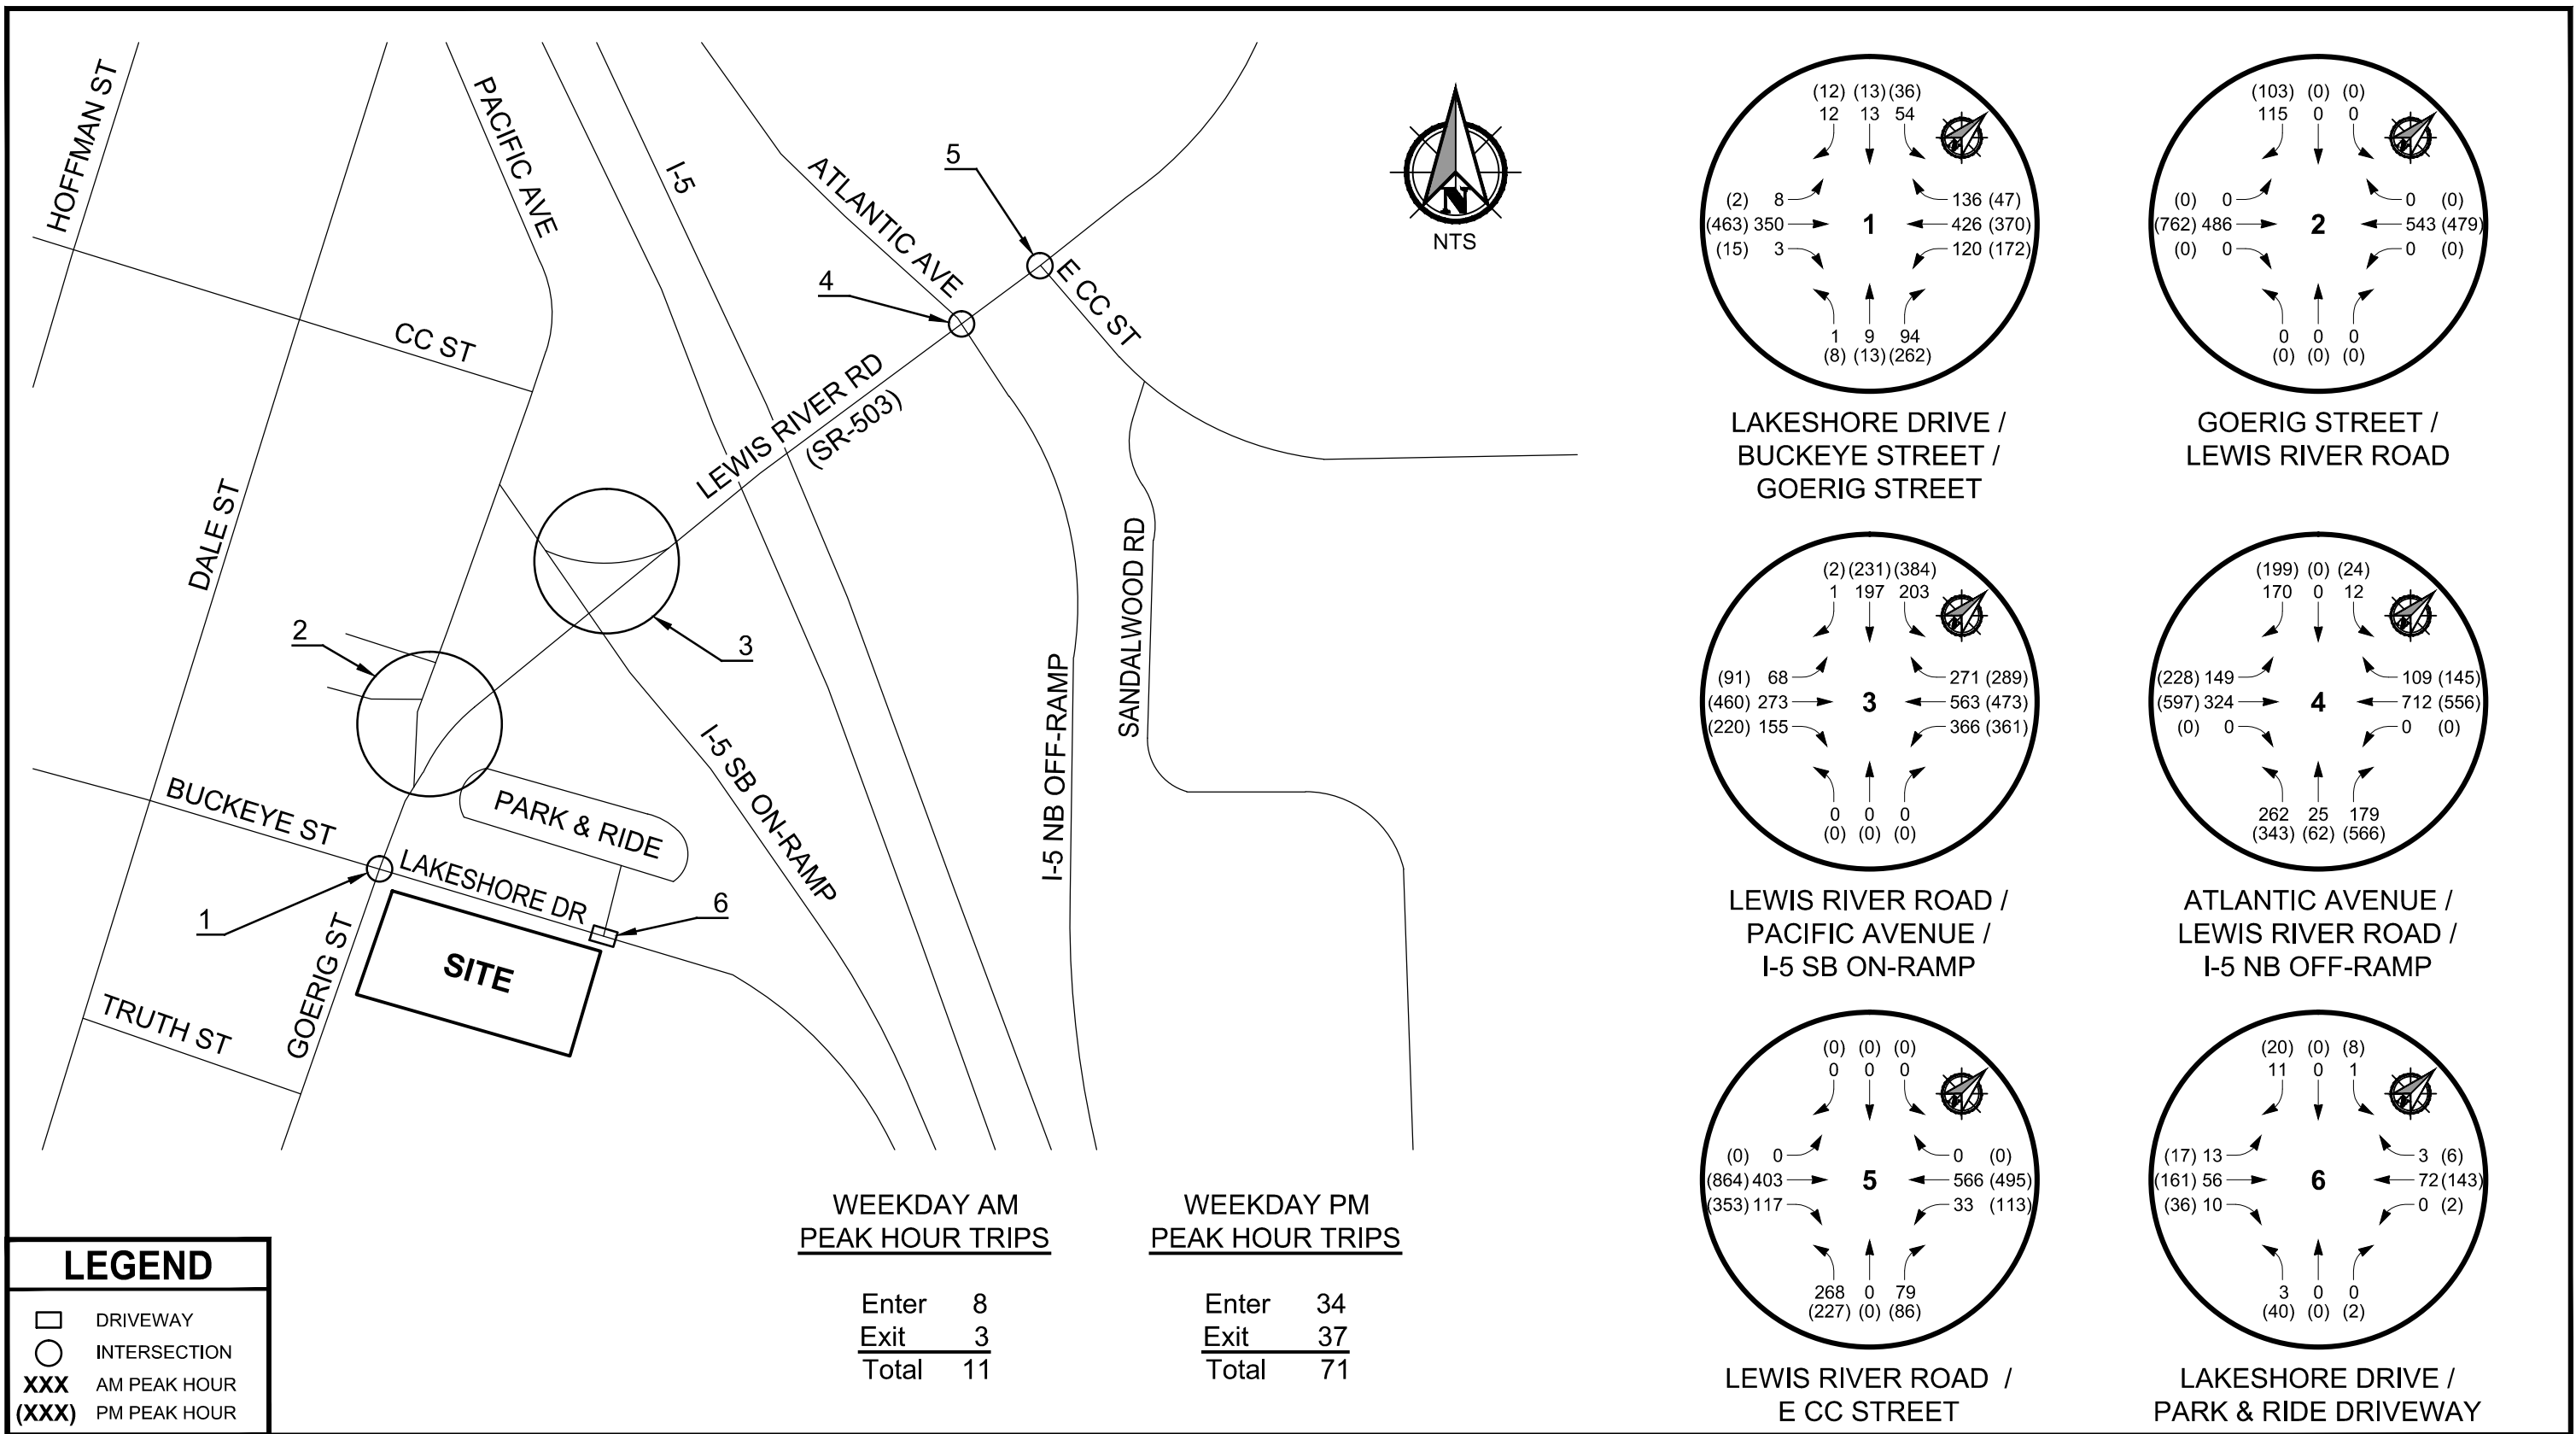 HOFFMAN ST
PACIFIC AVE
I-5
ATLANTIC AVE
5
4
E CC ST
N
NTS
CC ST
LEWIS RIVER RD
(SR-503)
DALE ST
SANDALWOOD RD
2
3
I-5 NB OFF-RAMP
I-5 SB ON-RAMP
BUCKEYE ST
PARK & RIDE
LAKESHORE DR
1
6
GOERIG ST
SITE
TRUTH ST
WEEKDAY AM
PEAK HOUR TRIPS
Enter 8
Exit 3
Total 11
WEEKDAY PM
PEAK HOUR TRIPS
Enter 34
Exit 37
Total 71
LEGEND
DRIVEWAY
INTERSECTION
XXX AM PEAK HOUR
(XXX) PM PEAK HOUR
(12) (13) (36)
12 13 54
(2) 8 136 (47)
(463) 350 1 426 (370)
(15) 3 120 (172)
1 9 94
(8) (13) (262)
LAKESHORE DRIVE /
BUCKEYE STREET /
GOERIG STREET
(103) (0) (0)
115 0 0
(0) 0 0 (0)
(762) 486 2 543 (479)
(0) 0 0 (0)
0 0 0
(0) (0) (0)
GOERIG STREET /
LEWIS RIVER ROAD
(2) (231) (384)
1 197 203
(91) 68 271 (289)
(460) 273 3 563 (473)
(220) 155 366 (361)
0 0 0
(0) (0) (0)
LEWIS RIVER ROAD /
PACIFIC AVENUE /
I-5 SB ON-RAMP
(199) (0) (24)
170 0 12
(228) 149 109 (145)
(597) 324 4 712 (556)
(0) 0 0 (0)
262 25 179
(343) (62) (566)
ATLANTIC AVENUE /
LEWIS RIVER ROAD /
I-5 NB OFF-RAMP
(0) (0) (0)
0 0 0
(0) 0 0 (0)
(864) 403 5 566 (495)
(353) 117 33 (113)
268 0 79
(227) (0) (86)
LEWIS RIVER ROAD /
E CC STREET
(20) (0) (8)
11 0 1
(17) 13 3 (6)
(161) 56 6 72 (143)
(36) 10 0 (2)
3 0 0
(40) (0) (2)
LAKESHORE DRIVE /
PARK & RIDE DRIVEWAY